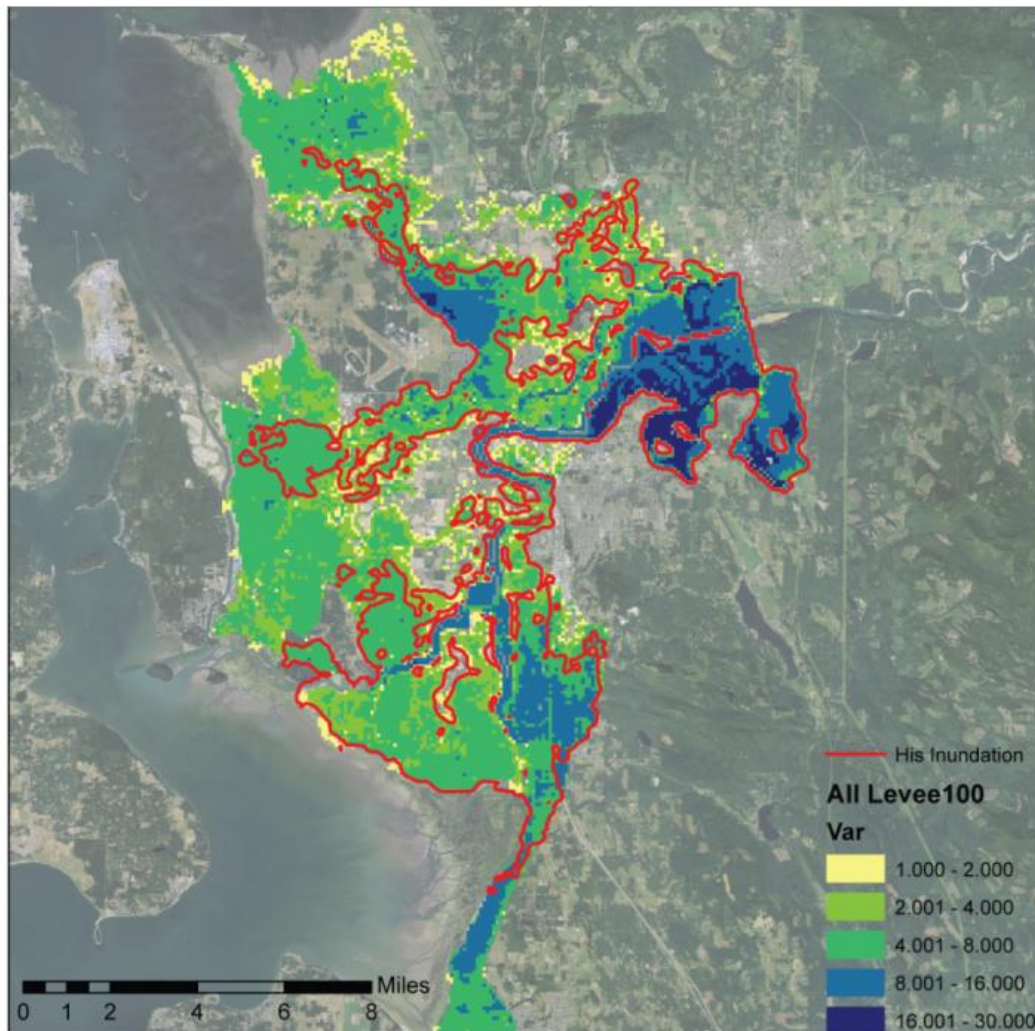 His Inundation
All Levee100
Var
1.000 - 2.000
2.001 - 4.000
4.001 - 8.000
8.001 - 16.000
16.001 - 30.000
0 2 4 6 8 Miles